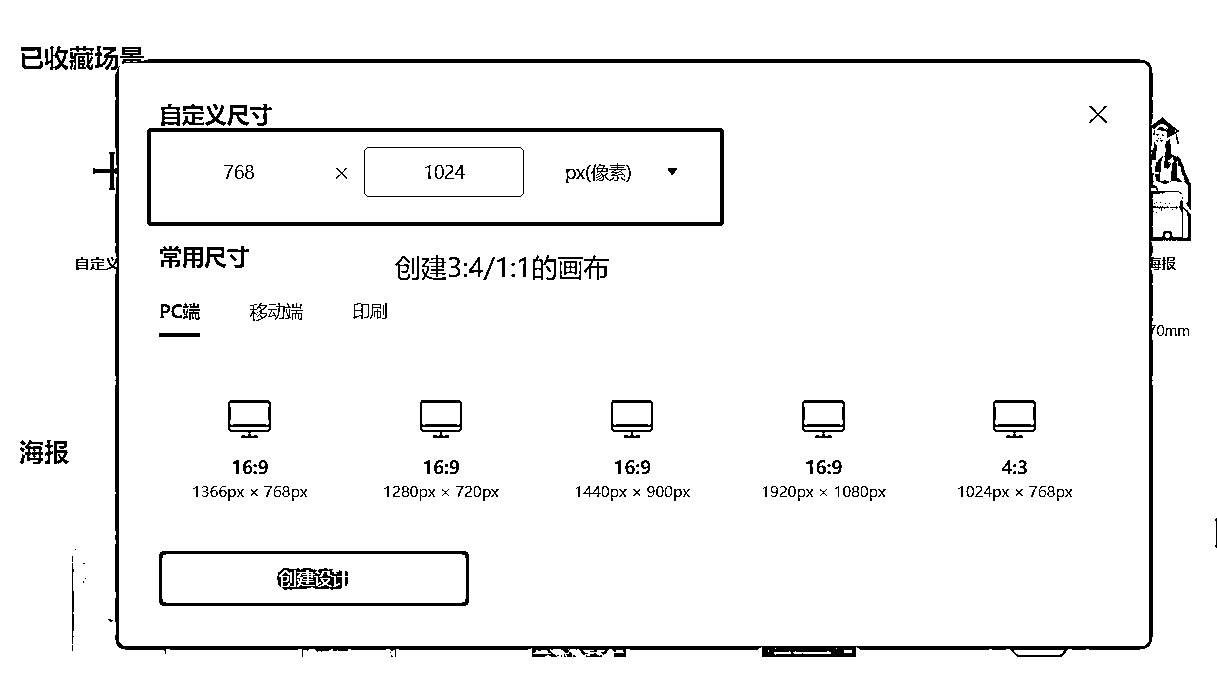 已收藏场景
自定义尺寸
768 × 1024 px(像素)
自定义
常用尺寸
创建3:4/1:1的画布
海报
PC端 移动端 印刷
70mm
海报
16:9 16:9 16:9 16:9 4:3
1366px × 768px 1280px × 720px 1440px × 900px 1920px × 1080px 1024px × 768px
创建设计